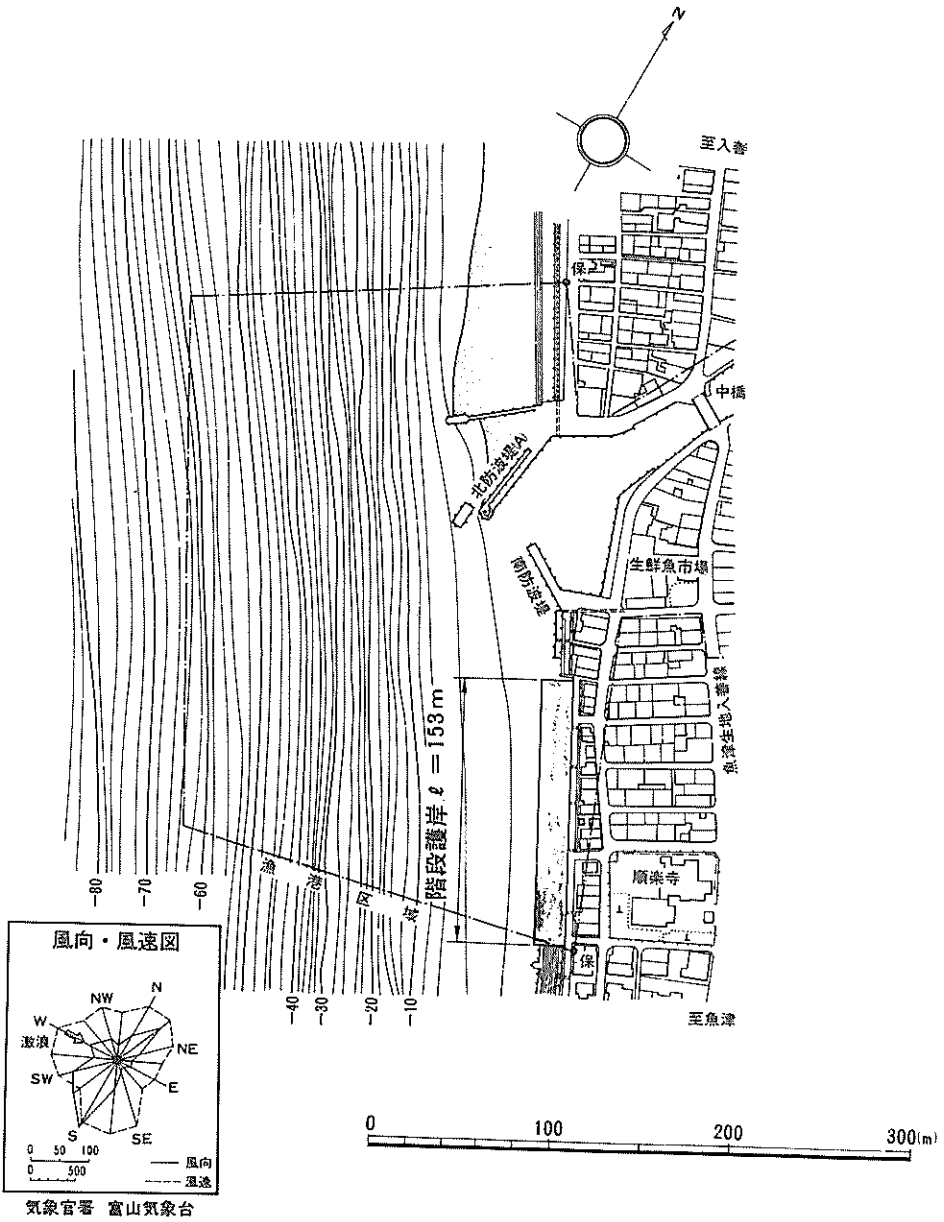 N
至入善
保
中橋
北防波堤(A)
南防波堤
生鮮魚市場
魚津生地入善線
階段護岸 ℓ = 153m
漁港区域
順楽寺
保
至魚津
-80
-70
-60
-40
-30
-20
-10
風向・風速図
N
NW
W
激浪
NE
SW
E
S
SE
0 50 100
0 500
風向
風速
気象官署 富山気象台
0 100 200 300(m)